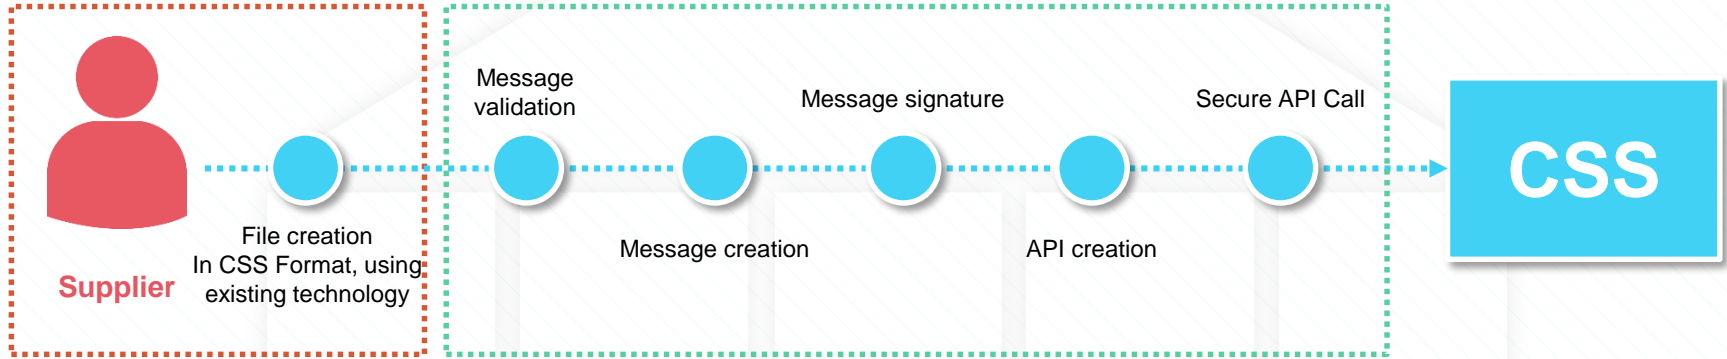 Supplier
File creation
In CSS Format, using
existing technology
Message
validation
Message creation
Message signature
API creation
Secure API Call
CSS